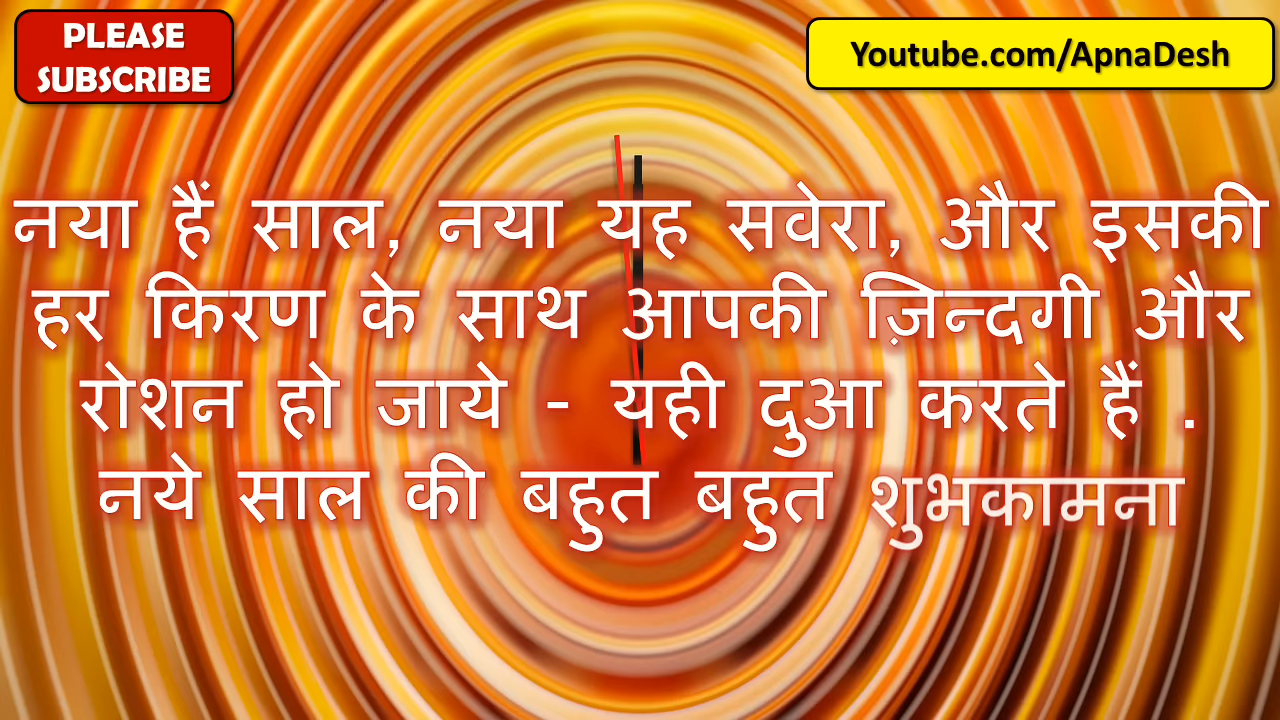 PLEASE
SUBSCRIBE
Youtube.com/ApnaDesh
नया हैं साल, नया यह सवेरा, और इसकी
हर किरण के साथ आपकी ज़िन्दगी और
रोशन हो जाये - यही दुआ करते हैं .
नये साल की बहुत बहुत शुभकामना